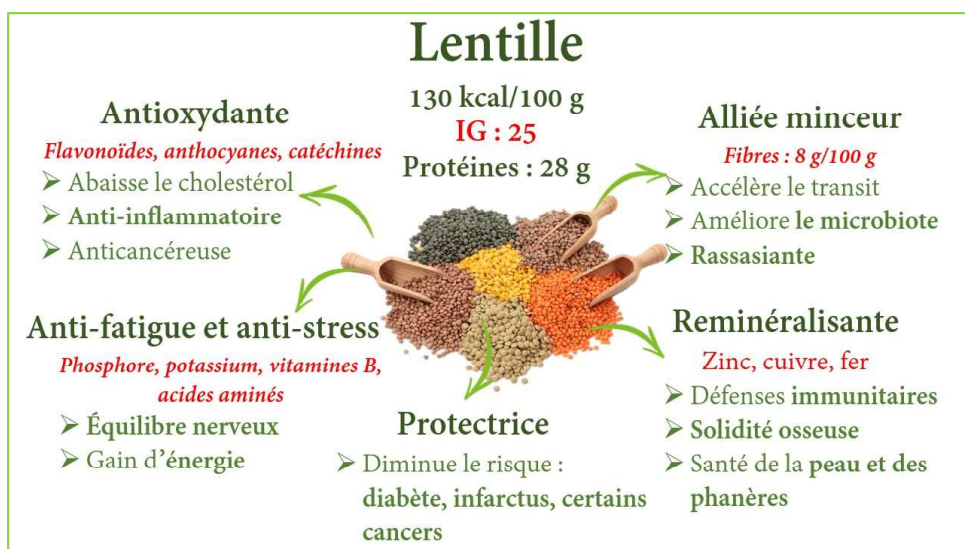 Lentille
130 kcal/100 g
IG : 25
Protéines : 28 g
Antioxydante
Flavonoïdes, anthocyanes, catéchines
➢ Abaisse le cholestérol
➢ Anti-inflammatoire
➢ Anticancéreuse
Alliée minceur
Fibres : 8 g/100 g
➢ Accélère le transit
➢ Améliore le microbiote
➢ Rassasiante
Anti-fatigue et anti-stress
Phosphore, potassium, vitamines B,
acides aminés
➢ Équilibre nerveux
➢ Gain d’énergie
Protectrice
➢ Diminue le risque :
diabète, infarctus, certains
cancers
Reminéralisante
Zinc, cuivre, fer
➢ Défenses immunitaires
➢ Solidité osseuse
➢ Santé de la peau et des
phanères